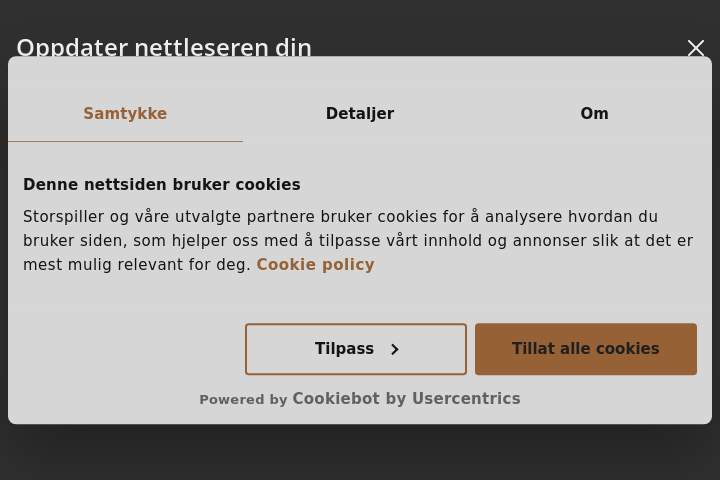 Oppdater nettleseren din
Samtykke
Detaljer
Om
Denne nettsiden bruker cookies
Storspiller og våre utvalgte partnere bruker cookies for å analysere hvordan du
bruker siden, som hjelper oss med å tilpasse vårt innhold og annonser slik at det er
mest mulig relevant for deg. Cookie policy
Tilpass
Tillat alle cookies
Powered by Cookiebot by Usercentrics